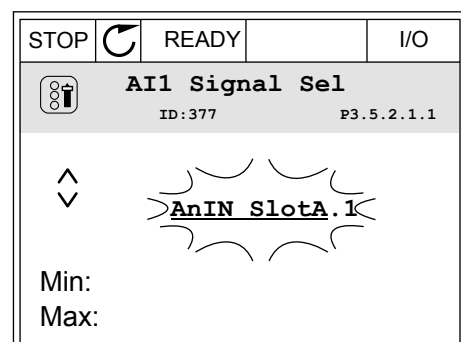 STOP READY I/O
AI1 Signal Sel
ID:377 P3.5.2.1.1
AnIN SlotA.1
Min:
Max: